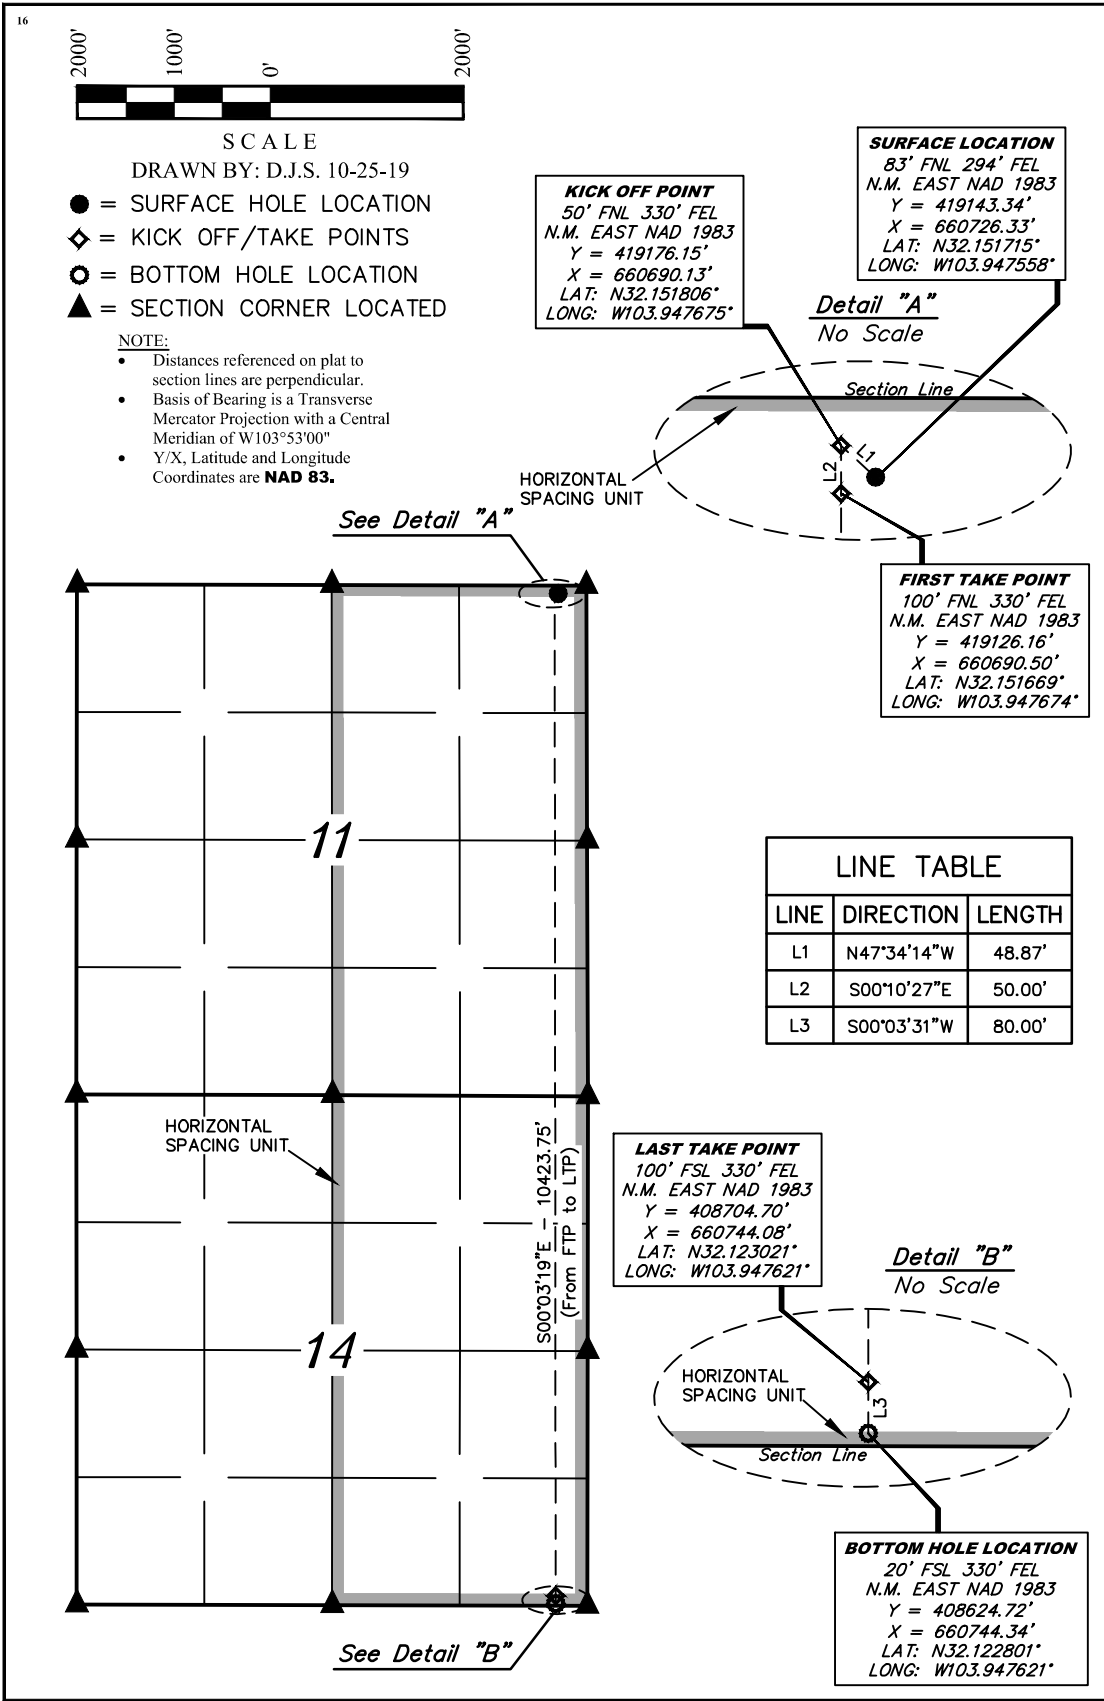 16
2000'
1000'
0'
2000'
SCALE
DRAWN BY: D.J.S. 10-25-19
= SURFACE HOLE LOCATION
= KICK OFF/TAKE POINTS
= BOTTOM HOLE LOCATION
= SECTION CORNER LOCATED
NOTE:
• Distances referenced on plat to
section lines are perpendicular.
• Basis of Bearing is a Transverse
Mercator Projection with a Central
Meridian of W103°53'00"
• Y/X, Latitude and Longitude
Coordinates are NAD 83.
KICK OFF POINT
50' FNL 330' FEL
N.M. EAST NAD 1983
Y = 419176.15'
X = 660690.13'
LAT: N32.151806°
LONG: W103.947675°
SURFACE LOCATION
83' FNL 294' FEL
N.M. EAST NAD 1983
Y = 419143.34'
X = 660726.33'
LAT: N32.151715°
LONG: W103.947558°
Detail "A"
No Scale
Section Line
L1
L2
HORIZONTAL
SPACING UNIT
FIRST TAKE POINT
100' FNL 330' FEL
N.M. EAST NAD 1983
Y = 419126.16'
X = 660690.50'
LAT: N32.151669°
LONG: W103.947674°
See Detail "A"
11
LINE TABLE
LINE DIRECTION LENGTH
L1 N47°34'14"W 48.87'
L2 S00°10'27"E 50.00'
L3 S00°03'31"W 80.00'
HORIZONTAL
SPACING UNIT
S00°03'19"E - 10423.75'
(From FTP to LTP)
14
LAST TAKE POINT
100' FSL 330' FEL
N.M. EAST NAD 1983
Y = 408704.70'
X = 660744.08'
LAT: N32.123021°
LONG: W103.947621°
Detail "B"
No Scale
HORIZONTAL
SPACING UNIT
L3
Section Line
BOTTOM HOLE LOCATION
20' FSL 330' FEL
N.M. EAST NAD 1983
Y = 408624.72'
X = 660744.34'
LAT: N32.122801°
LONG: W103.947621°
See Detail "B"